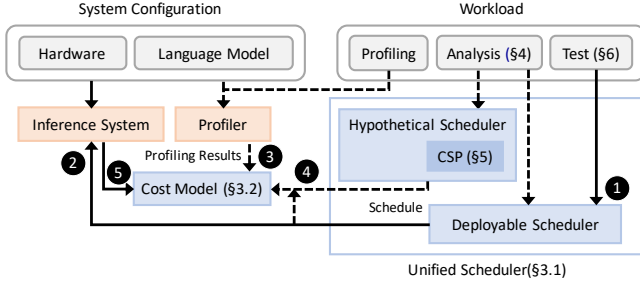 System Configuration
Workload
Hardware
Language Model
Profiling
Analysis (§4)
Test (§6)
Inference System
Profiler
Hypothetical Scheduler
CSP (§5)
Profiling Results
3
2
5
4
Cost Model (§3.2)
1
Schedule
Deployable Scheduler
Unified Scheduler(§3.1)